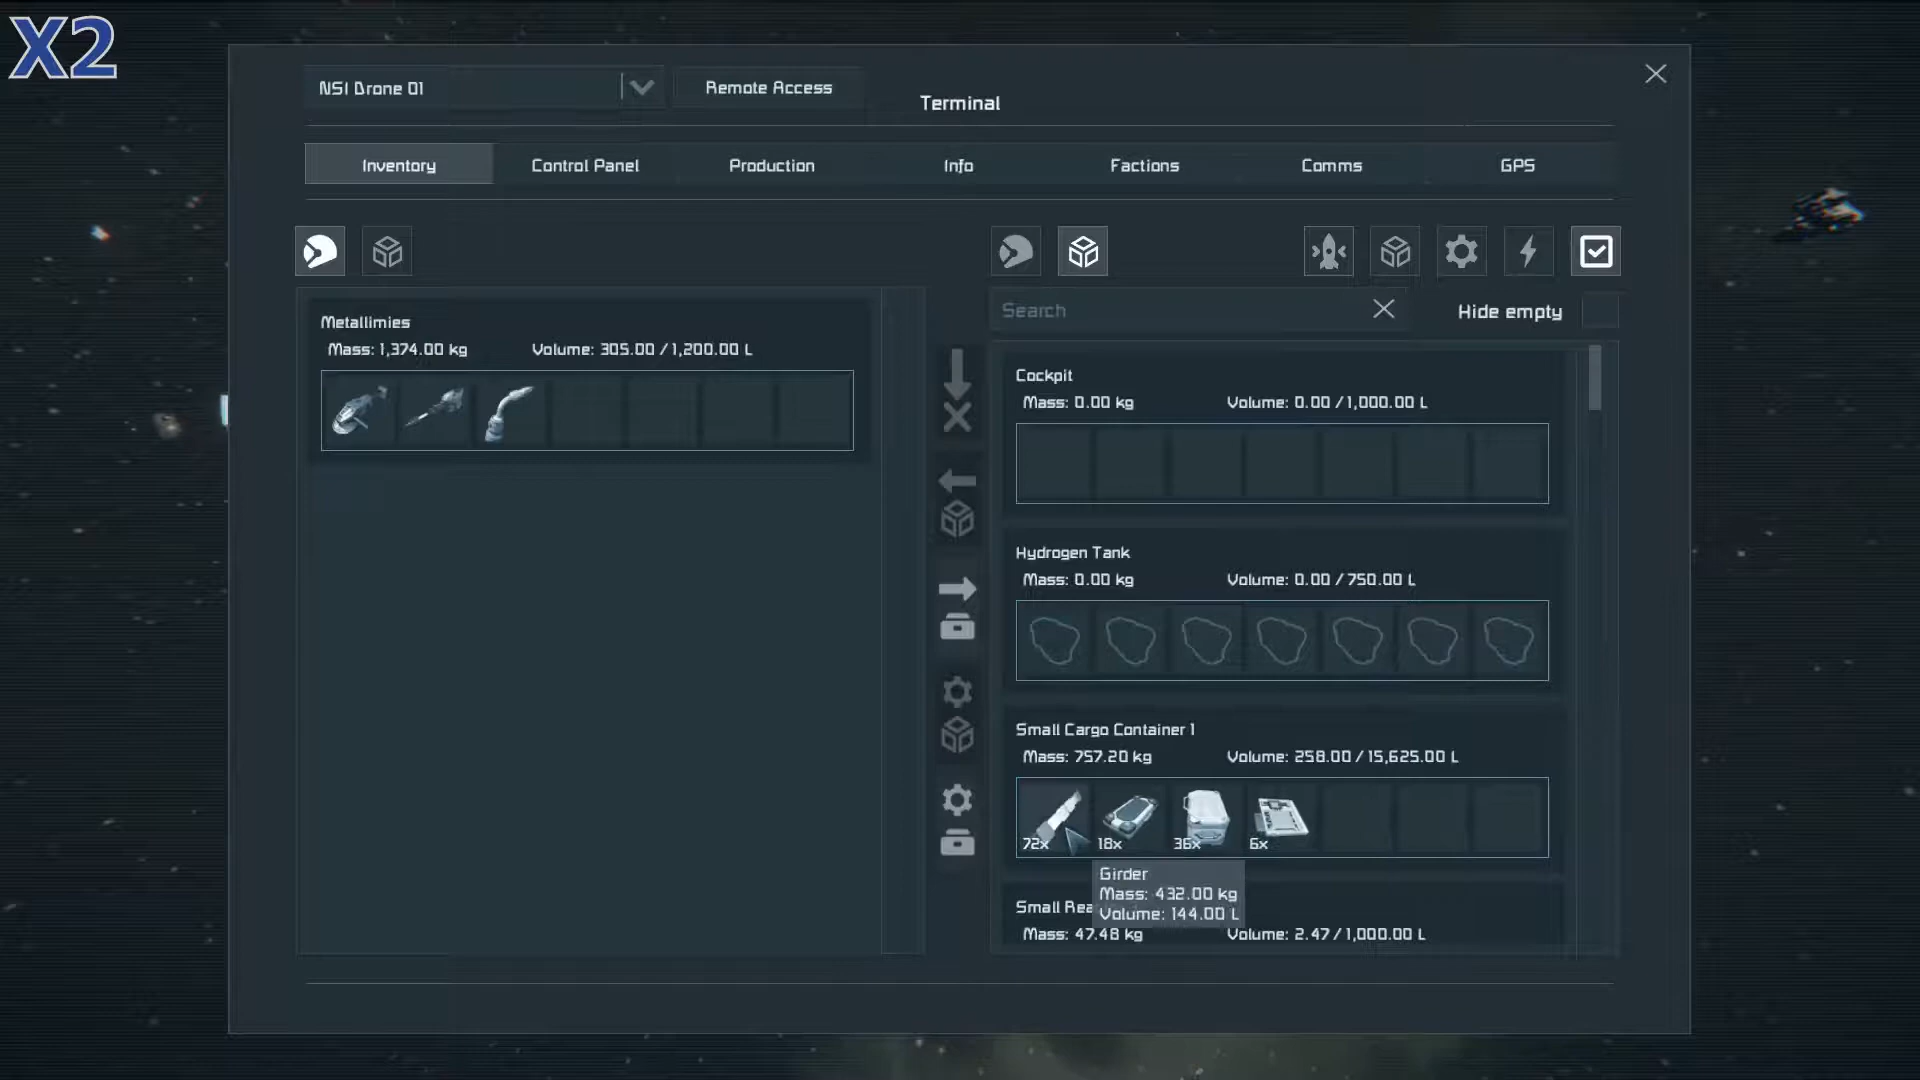 X2
NSI Drone 01
Remote Access
Terminal
Inventory
Control Panel
Production
Info
Factions
Comms
GPS
Search
Hide empty
Metallimies
Mass: 1,374.00 kg
Volume: 305.00 / 1,200.00 L
Cockpit
Mass: 0.00 kg
Volume: 0.00 / 1,000.00 L
Hydrogen Tank
Mass: 0.00 kg
Volume: 0.00 / 750.00 L
Small Cargo Container 1
Mass: 757.20 kg
Volume: 258.00 / 15,625.00 L
72x
18x
36x
6x
Girder
Mass: 432.00 kg
Volume: 144.00 L
Small
Mass: 47.48 kg
Volume: 2.47 / 1,000.00 L